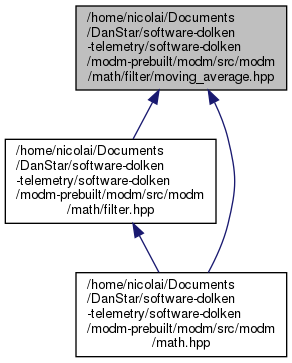 /home/nicolai/Documents
/DanStar/software-dolken
-telemetry/software-dolken
/modm-prebuilt/modm/src/modm
/math/filter/moving_average.hpp
/home/nicolai/Documents
/DanStar/software-dolken
-telemetry/software-dolken
/modm-prebuilt/modm/src/modm
/math/filter.hpp
/home/nicolai/Documents
/DanStar/software-dolken
-telemetry/software-dolken
/modm-prebuilt/modm/src/modm
/math.hpp